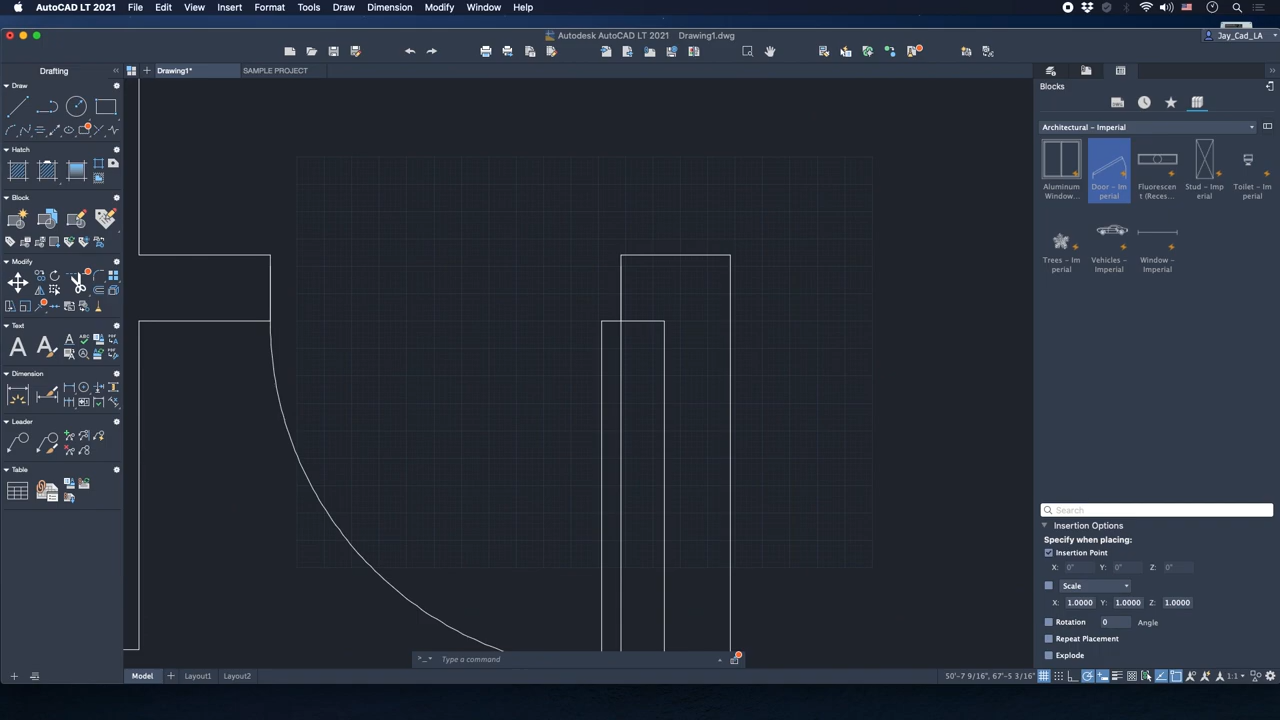 AutoCAD LT 2021 File Edit View Insert Format Tools Draw Dimension Modify Window Help
Autodesk AutoCAD LT 2021 Drawing1.dwg
Jay_Cad_LA
Drafting
Drawing1*
SAMPLE PROJECT
Draw
Hatch
Block
Modify
Text
A
A
Dimension
Leader
Table
Blocks
Architectural – Imperial
Aluminum Window...
Door – Imperial
Fluorescent (Reces...
Stud – Imperial
Toilet – Imperial
Trees – Imperial
Vehicles – Imperial
Window – Imperial
Search
Insertion Options
Specify when placing:
Insertion Point
X: 0" Y: 0" Z: 0"
Scale
X: 1.0000 Y: 1.0000 Z: 1.0000
Rotation 0 Angle
Repeat Placement
Explode
>_ Type a command
Model
Layout1
Layout2
50'-7 9/16", 67'-5 3/16"
1:1